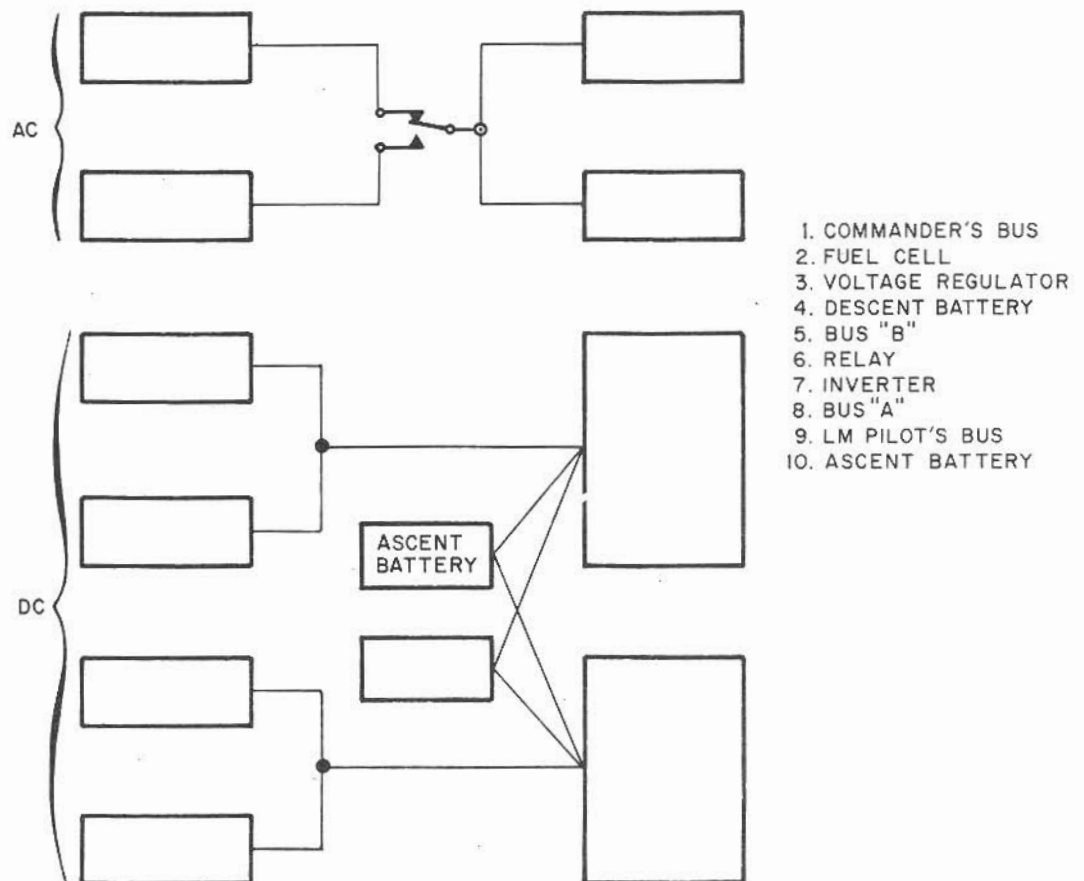 AC
1. COMMANDER'S BUS
2. FUEL CELL
3. VOLTAGE REGULATOR
4. DESCENT BATTERY
5. BUS "B"
6. RELAY
7. INVERTER
8. BUS "A"
9. LM PILOT'S BUS
10. ASCENT BATTERY
DC
ASCENT
BATTERY